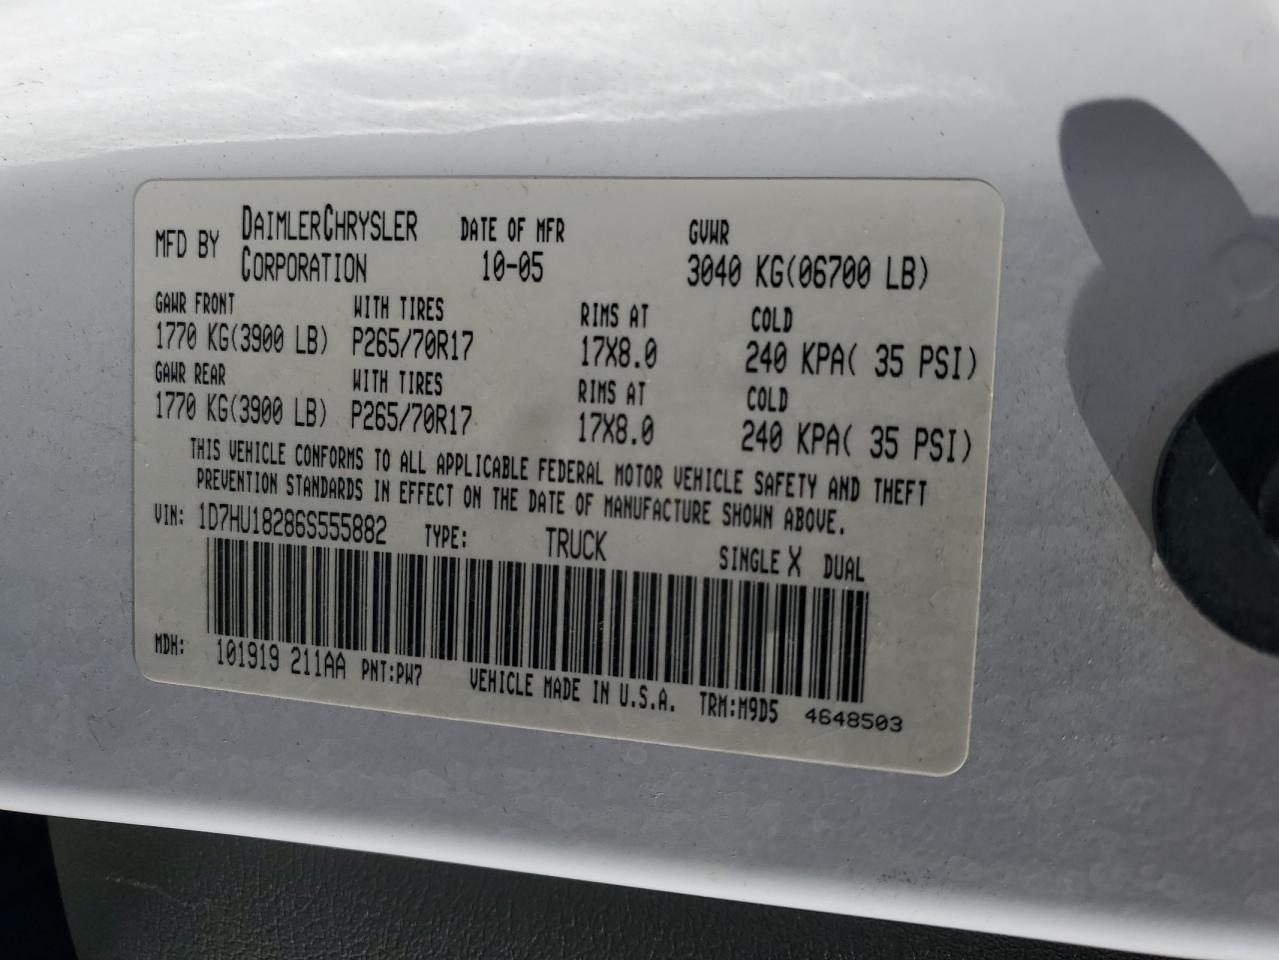 MFD BY DAIMLERCHRYSLER CORPORATION DATE OF MFR 10-05 GVWR 3040 KG(06700 LB)
GAWR FRONT WITH TIRES RIMS AT COLD
1770 KG(3900 LB) P265/70R17 17X8.0 240 KPA( 35 PSI)
GAWR REAR WITH TIRES RIMS AT COLD
1770 KG(3900 LB) P265/70R17 17X8.0 240 KPA( 35 PSI)
THIS VEHICLE CONFORMS TO ALL APPLICABLE FEDERAL MOTOR VEHICLE SAFETY AND THEFT
PREVENTION STANDARDS IN EFFECT ON THE DATE OF MANUFACTURE SHOWN ABOVE.
VIN: 1D7HU18286S555882 TYPE: TRUCK SINGLE X DUAL
MDH: 101919 211AA PNT:PW7 VEHICLE MADE IN U.S.A. TRM:M9D5 4648503